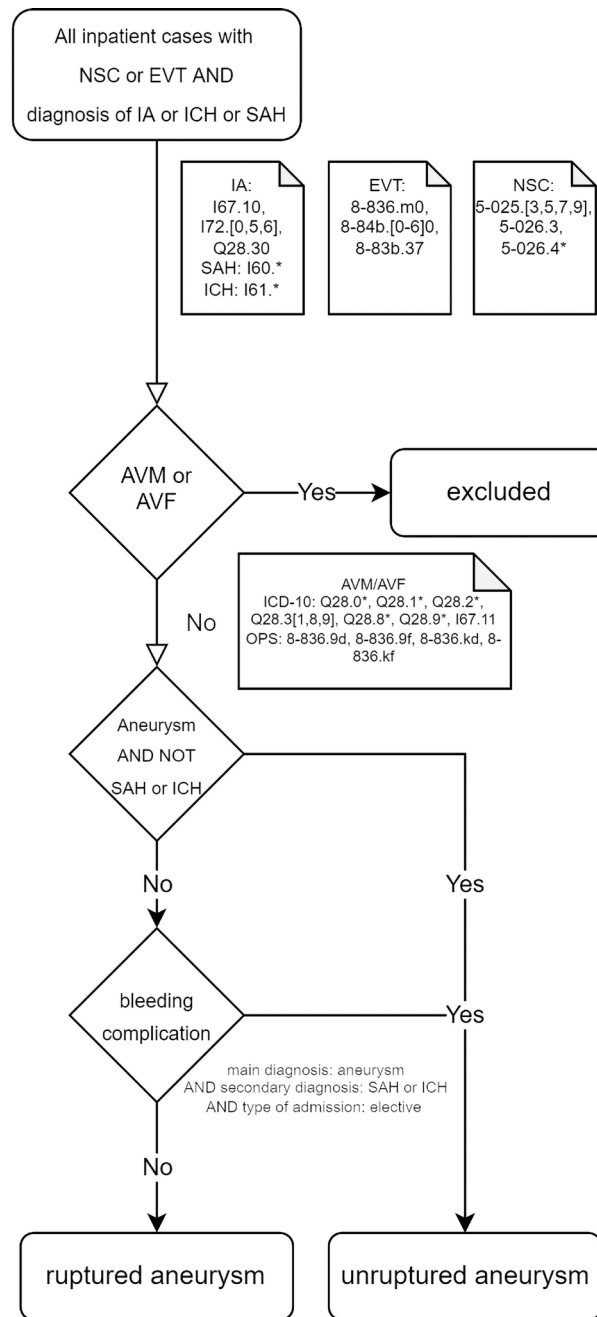 All inpatient cases with
NSC or EVT AND
diagnosis of IA or ICH or SAH
IA:
I67.10,
I72.[0,5,6],
Q28.30
SAH: I60.*
ICH: I61.*
EVT:
8-836.m0,
8-84b.[0-6]0,
8-83b.37
NSC:
5-025.[3,5,7,9],
5-026.3,
5-026.4*
AVM or
AVF
Yes
excluded
AVM/AVF
ICD-10: Q28.0*, Q28.1*, Q28.2*,
Q28.3[1,8,9], Q28.8*, Q28.9*, I67.11
OPS: 8-836.9d, 8-836.9f, 8-836.kd, 8-
836.kf
No
Aneurysm
AND NOT
SAH or ICH
No
Yes
bleeding
complication
Yes
main diagnosis: aneurysm
AND secondary diagnosis: SAH or ICH
AND type of admission: elective
No
ruptured aneurysm
unruptured aneurysm